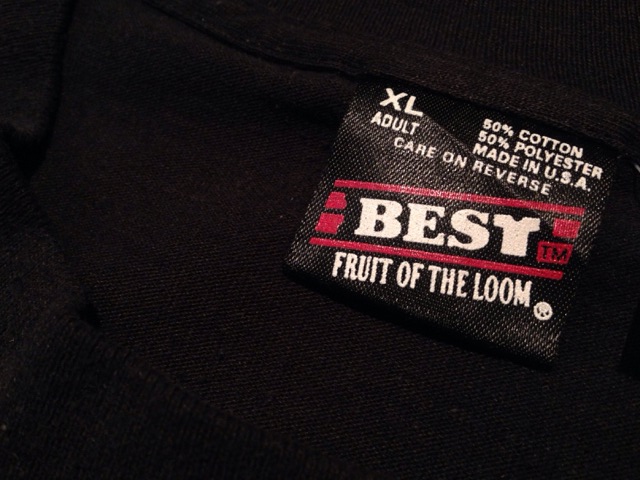 XL
ADULT
50% COTTON
50% POLYESTER
MADE IN U.S.A.
CARE ON REVERSE
BEST
TM
FRUIT OF THE LOOM®